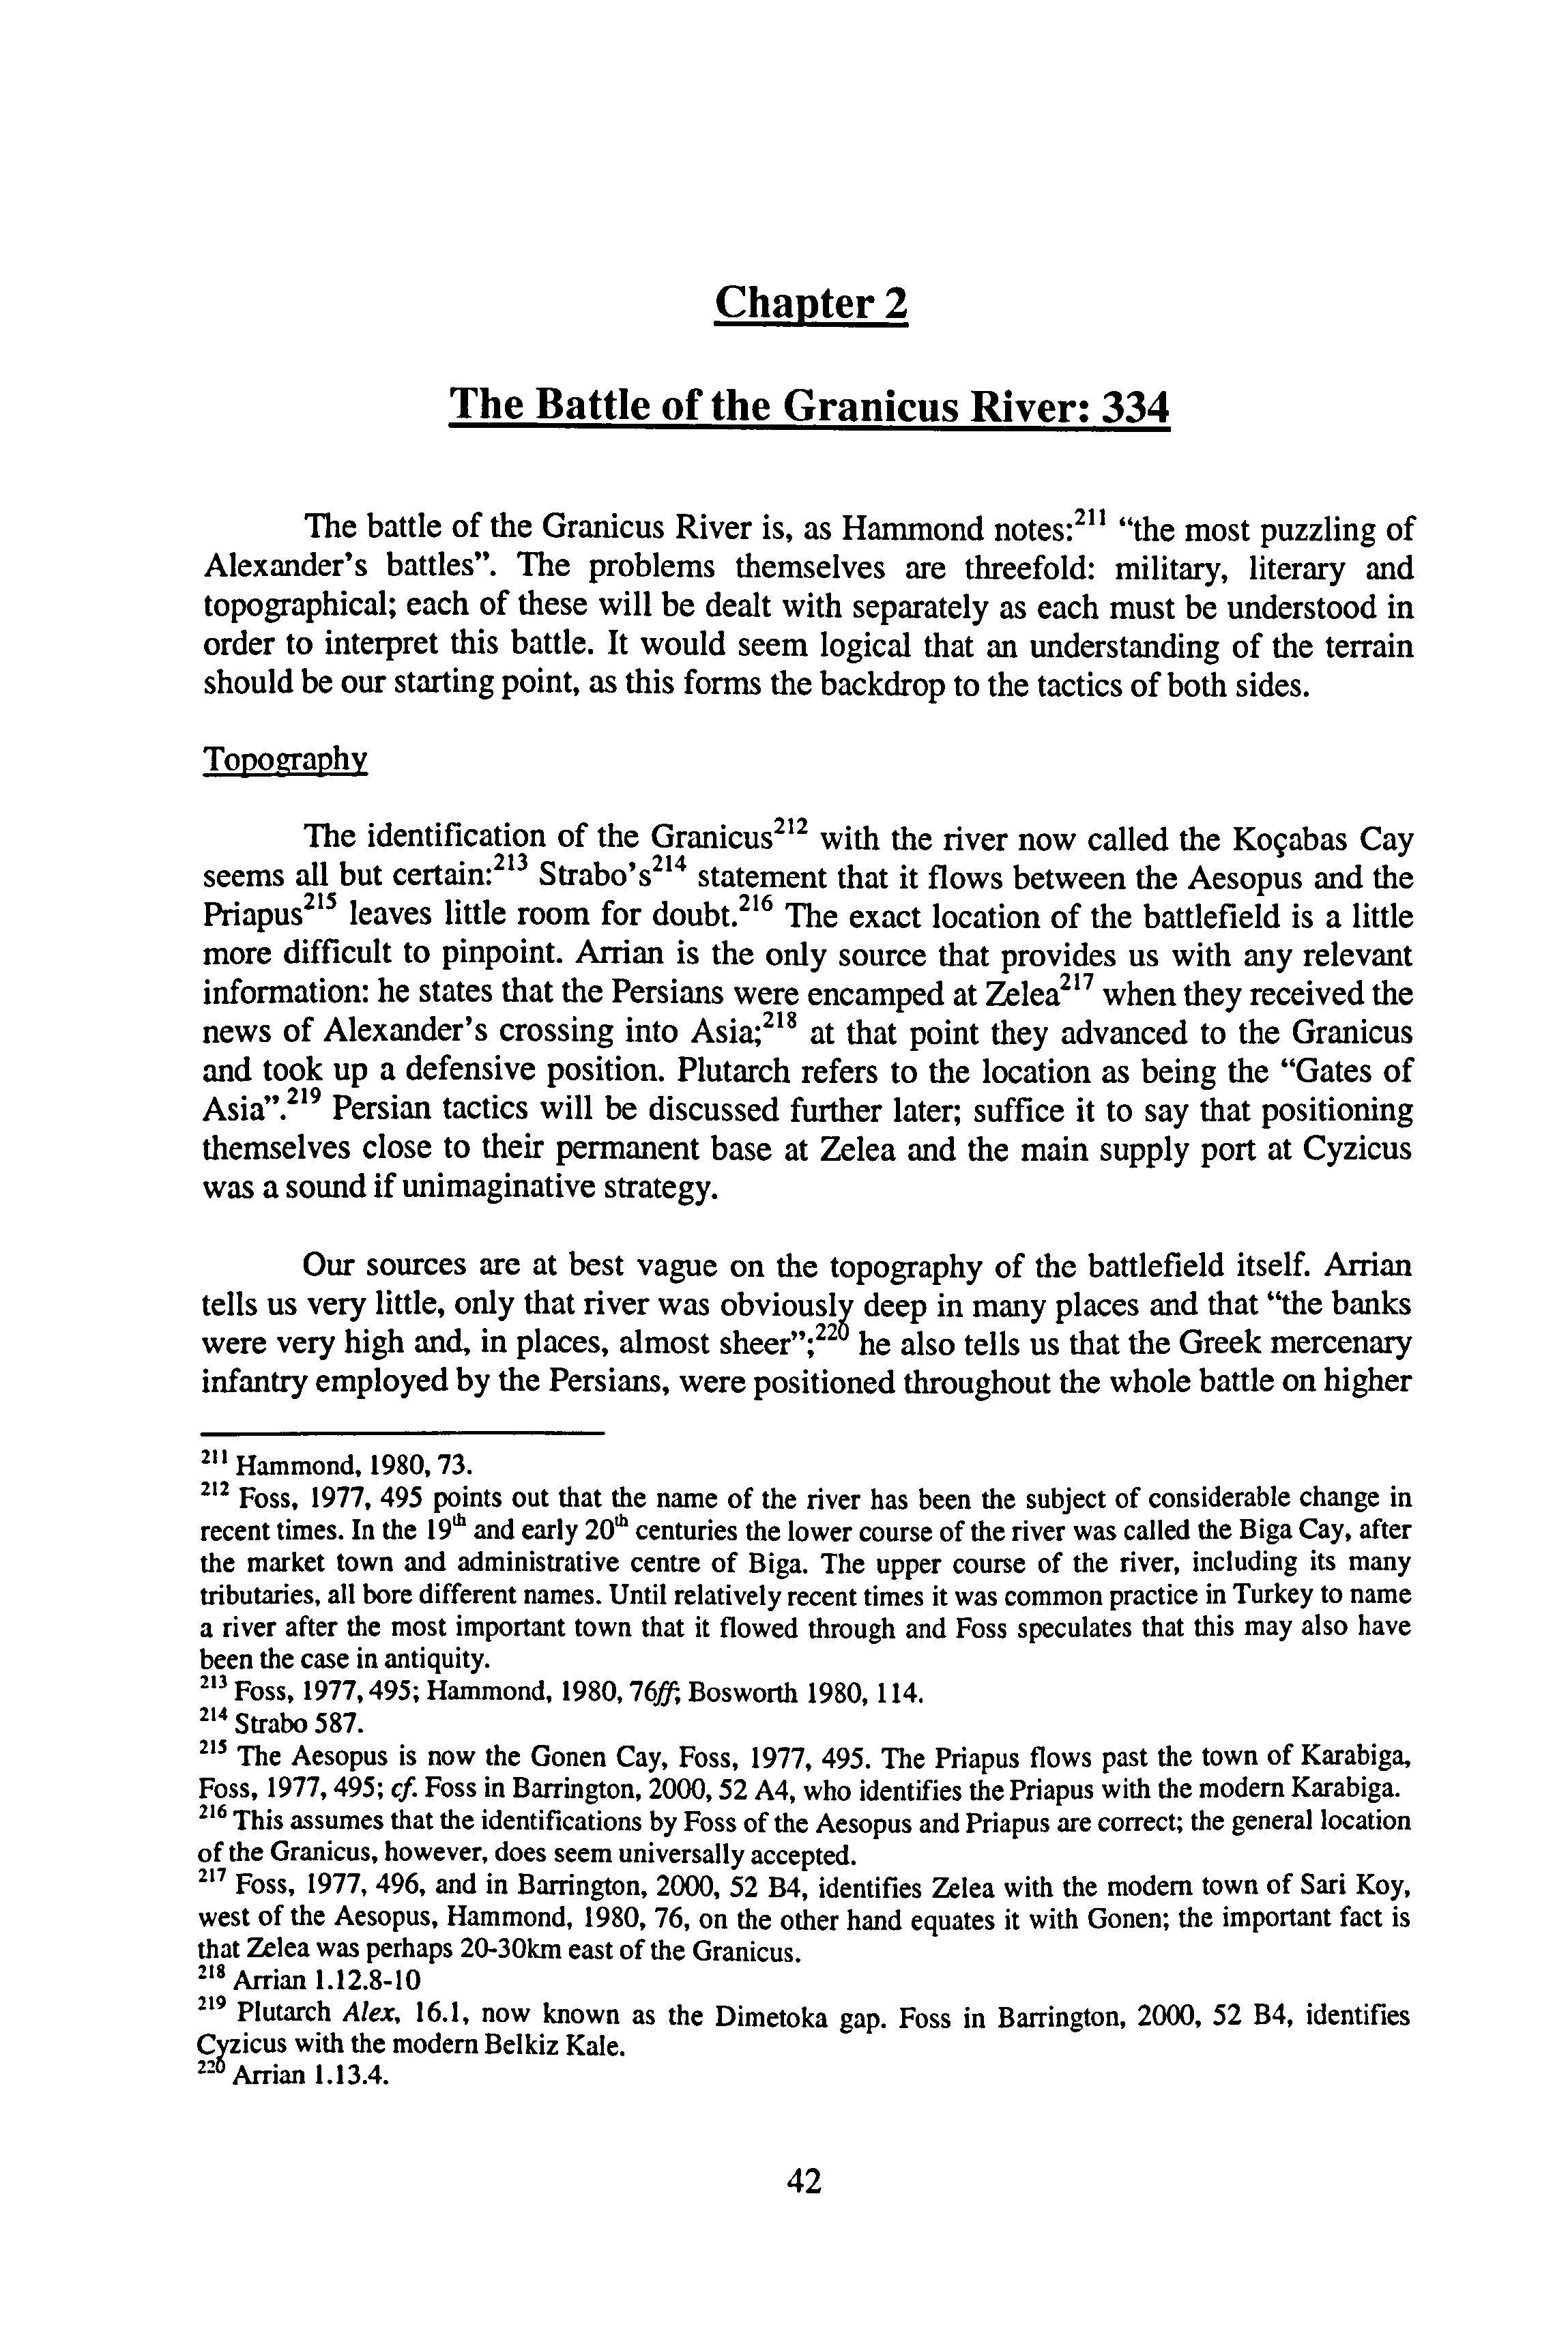 Chapter 2
The Battle of the Granicus River: 334
The battle of the Granicus River is, as Hammond notes:²¹¹ “the most puzzling of
Alexander’s battles”. The problems themselves are threefold: military, literary and
topographical; each of these will be dealt with separately as each must be understood in
order to interpret this battle. It would seem logical that an understanding of the terrain
should be our starting point, as this forms the backdrop to the tactics of both sides.
Topography
The identification of the Granicus²¹² with the river now called the Koçabas Cay
seems all but certain:²¹³ Strabo’s²¹⁴ statement that it flows between the Aesopus and the
Priapus²¹⁵ leaves little room for doubt.²¹⁶ The exact location of the battlefield is a little
more difficult to pinpoint. Arrian is the only source that provides us with any relevant
information: he states that the Persians were encamped at Zelea²¹⁷ when they received the
news of Alexander’s crossing into Asia;²¹⁸ at that point they advanced to the Granicus
and took up a defensive position. Plutarch refers to the location as being the “Gates of
Asia”.²¹⁹ Persian tactics will be discussed further later; suffice it to say that positioning
themselves close to their permanent base at Zelea and the main supply port at Cyzicus
was a sound if unimaginative strategy.
Our sources are at best vague on the topography of the battlefield itself. Arrian
tells us very little, only that river was obviously deep in many places and that “the banks
were very high and, in places, almost sheer”;²²⁰ he also tells us that the Greek mercenary
infantry employed by the Persians, were positioned throughout the whole battle on higher
²¹¹ Hammond, 1980, 73.
²¹² Foss, 1977, 495 points out that the name of the river has been the subject of considerable change in
recent times. In the 19th and early 20th centuries the lower course of the river was called the Biga Cay, after
the market town and administrative centre of Biga. The upper course of the river, including its many
tributaries, all bore different names. Until relatively recent times it was common practice in Turkey to name
a river after the most important town that it flowed through and Foss speculates that this may also have
been the case in antiquity.
²¹³ Foss, 1977, 495; Hammond, 1980, 76ff; Bosworth 1980, 114.
²¹⁴ Strabo 587.
²¹⁵ The Aesopus is now the Gonen Cay, Foss, 1977, 495. The Priapus flows past the town of Karabiga,
Foss, 1977, 495; cf. Foss in Barrington, 2000, 52 A4, who identifies the Priapus with the modern Karabiga.
²¹⁶ This assumes that the identifications by Foss of the Aesopus and Priapus are correct; the general location
of the Granicus, however, does seem universally accepted.
²¹⁷ Foss, 1977, 496, and in Barrington, 2000, 52 B4, identifies Zelea with the modern town of Sari Koy,
west of the Aesopus, Hammond, 1980, 76, on the other hand equates it with Gonen; the important fact is
that Zelea was perhaps 20-30km east of the Granicus.
²¹⁸ Arrian 1.12.8-10
²¹⁹ Plutarch Alex, 16.1, now known as the Dimetoka gap. Foss in Barrington, 2000, 52 B4, identifies
Cyzicus with the modern Belkiz Kale.
²²⁰ Arrian 1.13.4.
42